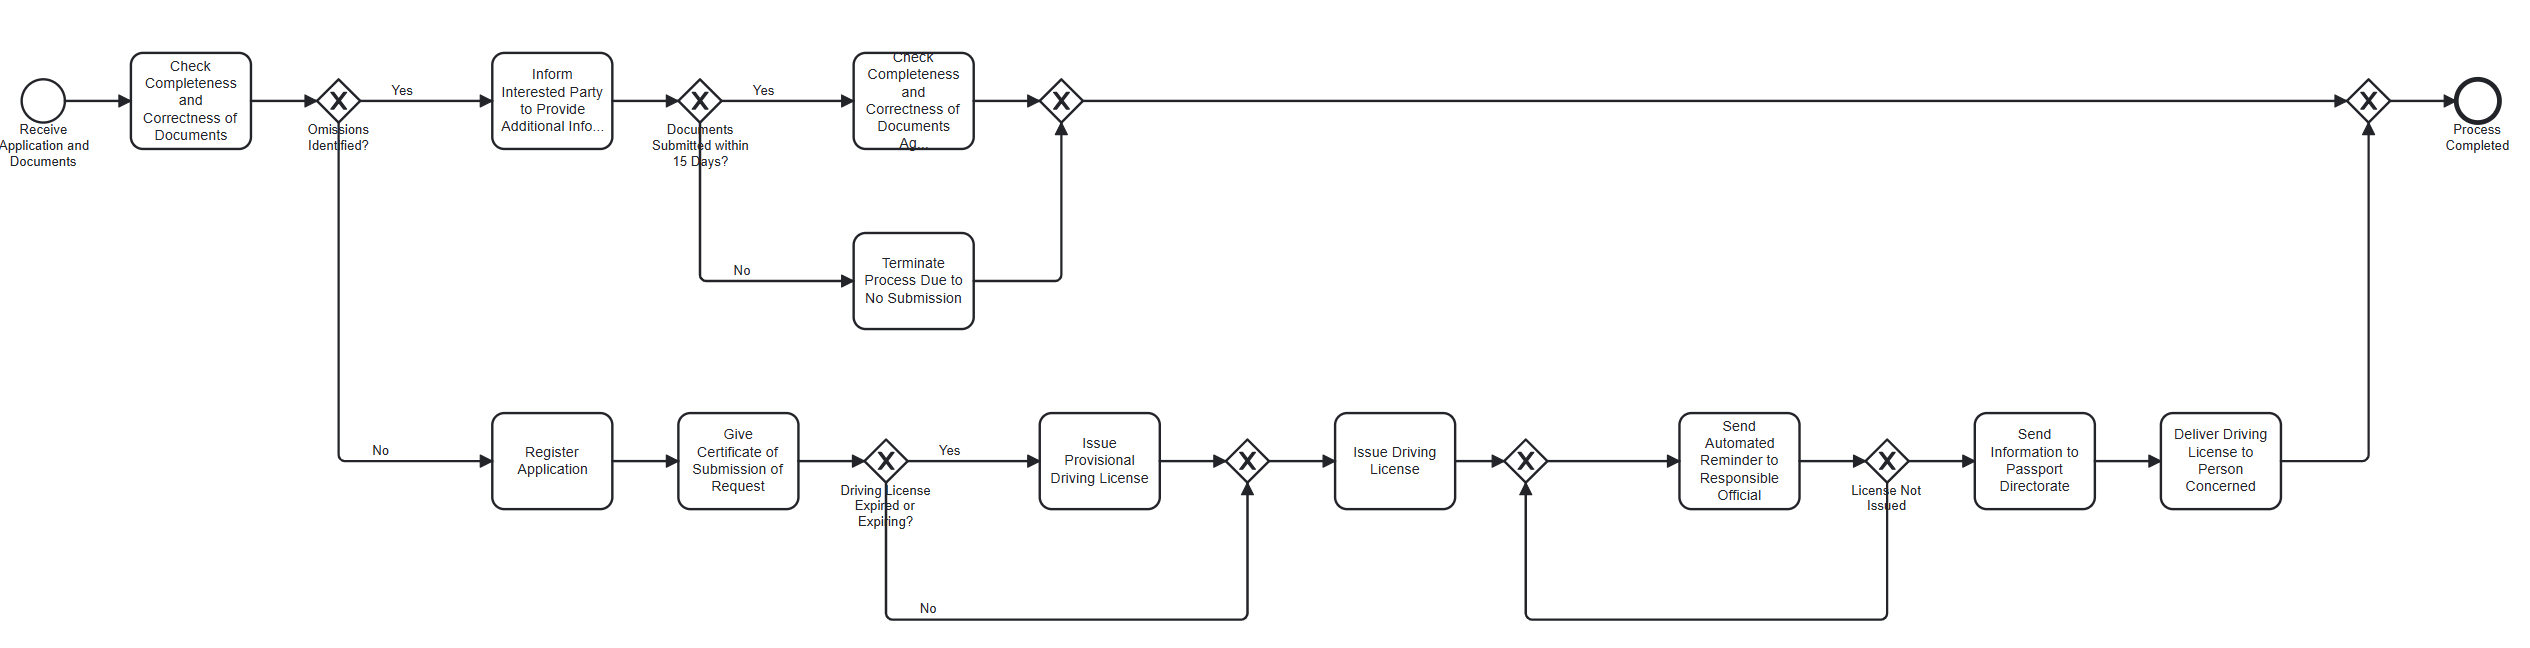 Receive
Application and
Documents
Check
Completeness
and
Correctness of
Documents
Omissions
Identified?
Yes
Inform
Interested Party
to Provide
Additional Info...
Documents
Submitted within
15 Days?
Yes
Check
Completeness
and
Correctness of
Documents
Ag...
No
Terminate
Process Due to
No Submission
Process
Completed
No
Register
Application
Give
Certificate of
Submission of
Request
Driving License
Expired or
Expiring?
Yes
Issue
Provisional
Driving License
No
Issue Driving
License
Send
Automated
Reminder to
Responsible
Official
License Not
Issued
Send
Information to
Passport
Directorate
Deliver Driving
License to
Person
Concerned